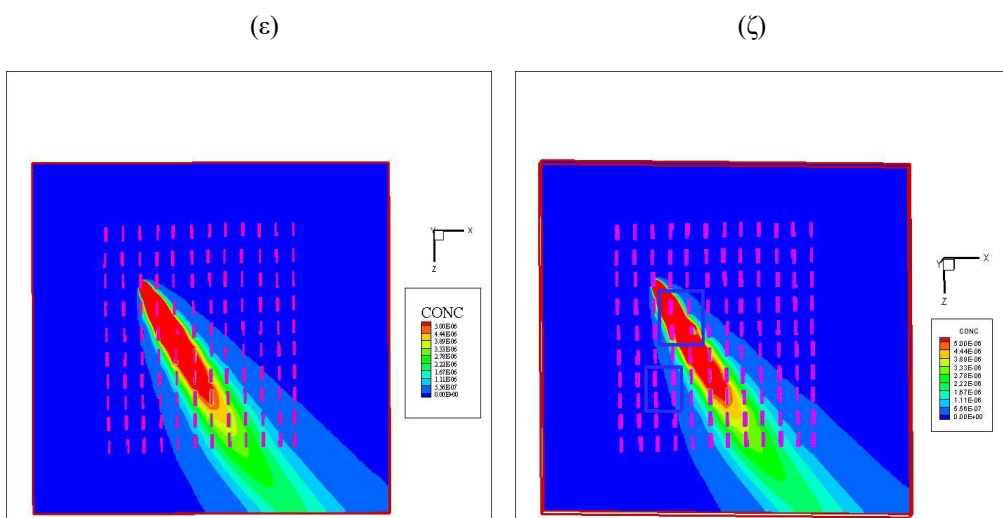 (ε)
(ζ)
Y X
Z
CONC
5.00E-06
4.44E-06
3.89E-06
3.33E-06
2.78E-06
2.22E-06
1.67E-06
1.11E-06
5.56E-07
0.00E+00
Y X
Z
CONC
5.00E-06
4.44E-06
3.89E-06
3.33E-06
2.78E-06
2.22E-06
1.67E-06
1.11E-06
5.56E-07
0.00E+00